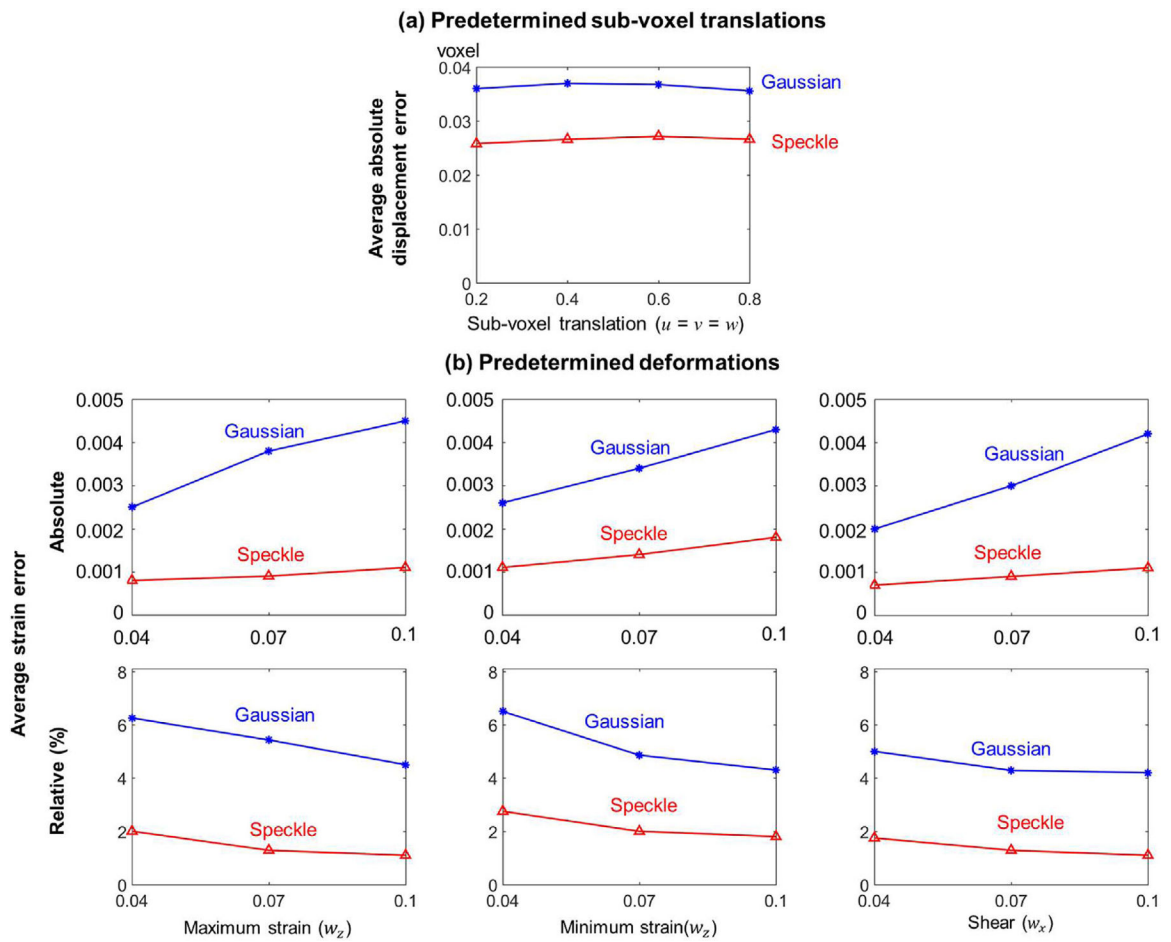 (a) Predetermined sub-voxel translations
voxel
0.04
0.03
0.02
0.01
0
Average absolute
displacement error
Gaussian
Speckle
0.2 0.4 0.6 0.8
Sub-voxel translation (u = v = w)
(b) Predetermined deformations
Average strain error
Absolute
0.005
0.004
0.003
0.002
0.001
0
Gaussian
Speckle
0.04 0.07 0.1
0.005
0.004
0.003
0.002
0.001
0
Gaussian
Speckle
0.04 0.07 0.1
0.005
0.004
0.003
0.002
0.001
0
Gaussian
Speckle
0.04 0.07 0.1
Relative (%)
8
6
4
2
0
Gaussian
Speckle
0.04 0.07 0.1
Maximum strain (w_z)
8
6
4
2
0
Gaussian
Speckle
0.04 0.07 0.1
Minimum strain(w_z)
8
6
4
2
0
Gaussian
Speckle
0.04 0.07 0.1
Shear (w_x)